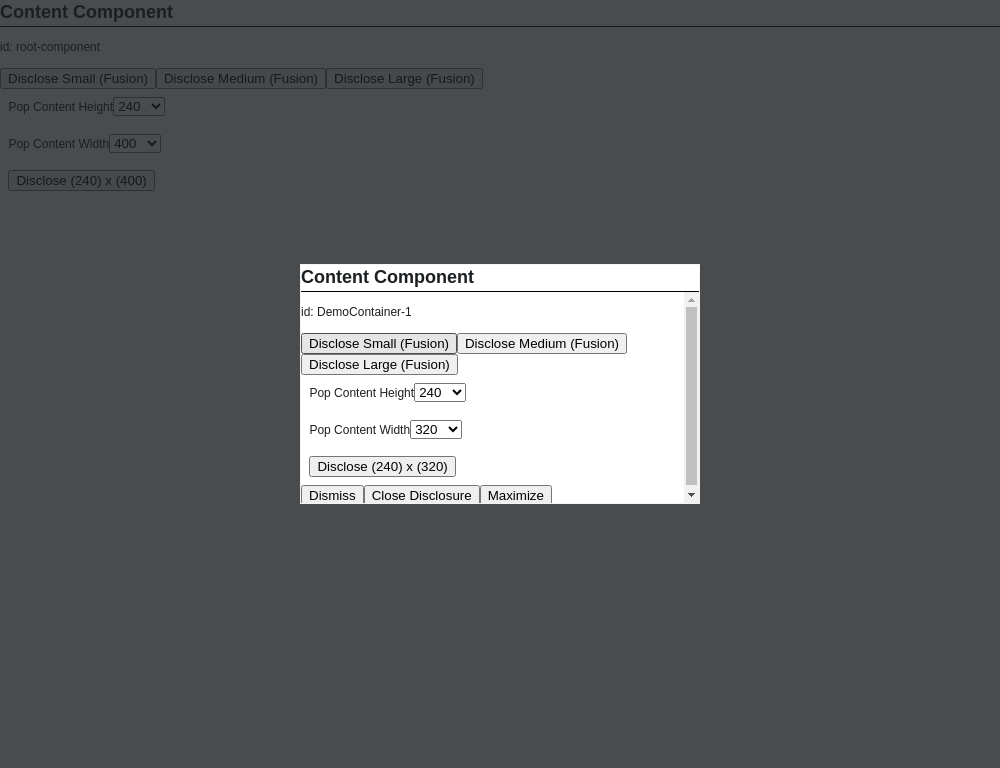 Content Component
id: root-component
Disclose Small (Fusion) Disclose Medium (Fusion) Disclose Large (Fusion)
Pop Content Height 240
Pop Content Width 400
Disclose (240) x (400)
Content Component
id: DemoContainer-1
Disclose Small (Fusion) Disclose Medium (Fusion)
Disclose Large (Fusion)
Pop Content Height 240
Pop Content Width 320
Disclose (240) x (320)
Dismiss Close Disclosure Maximize